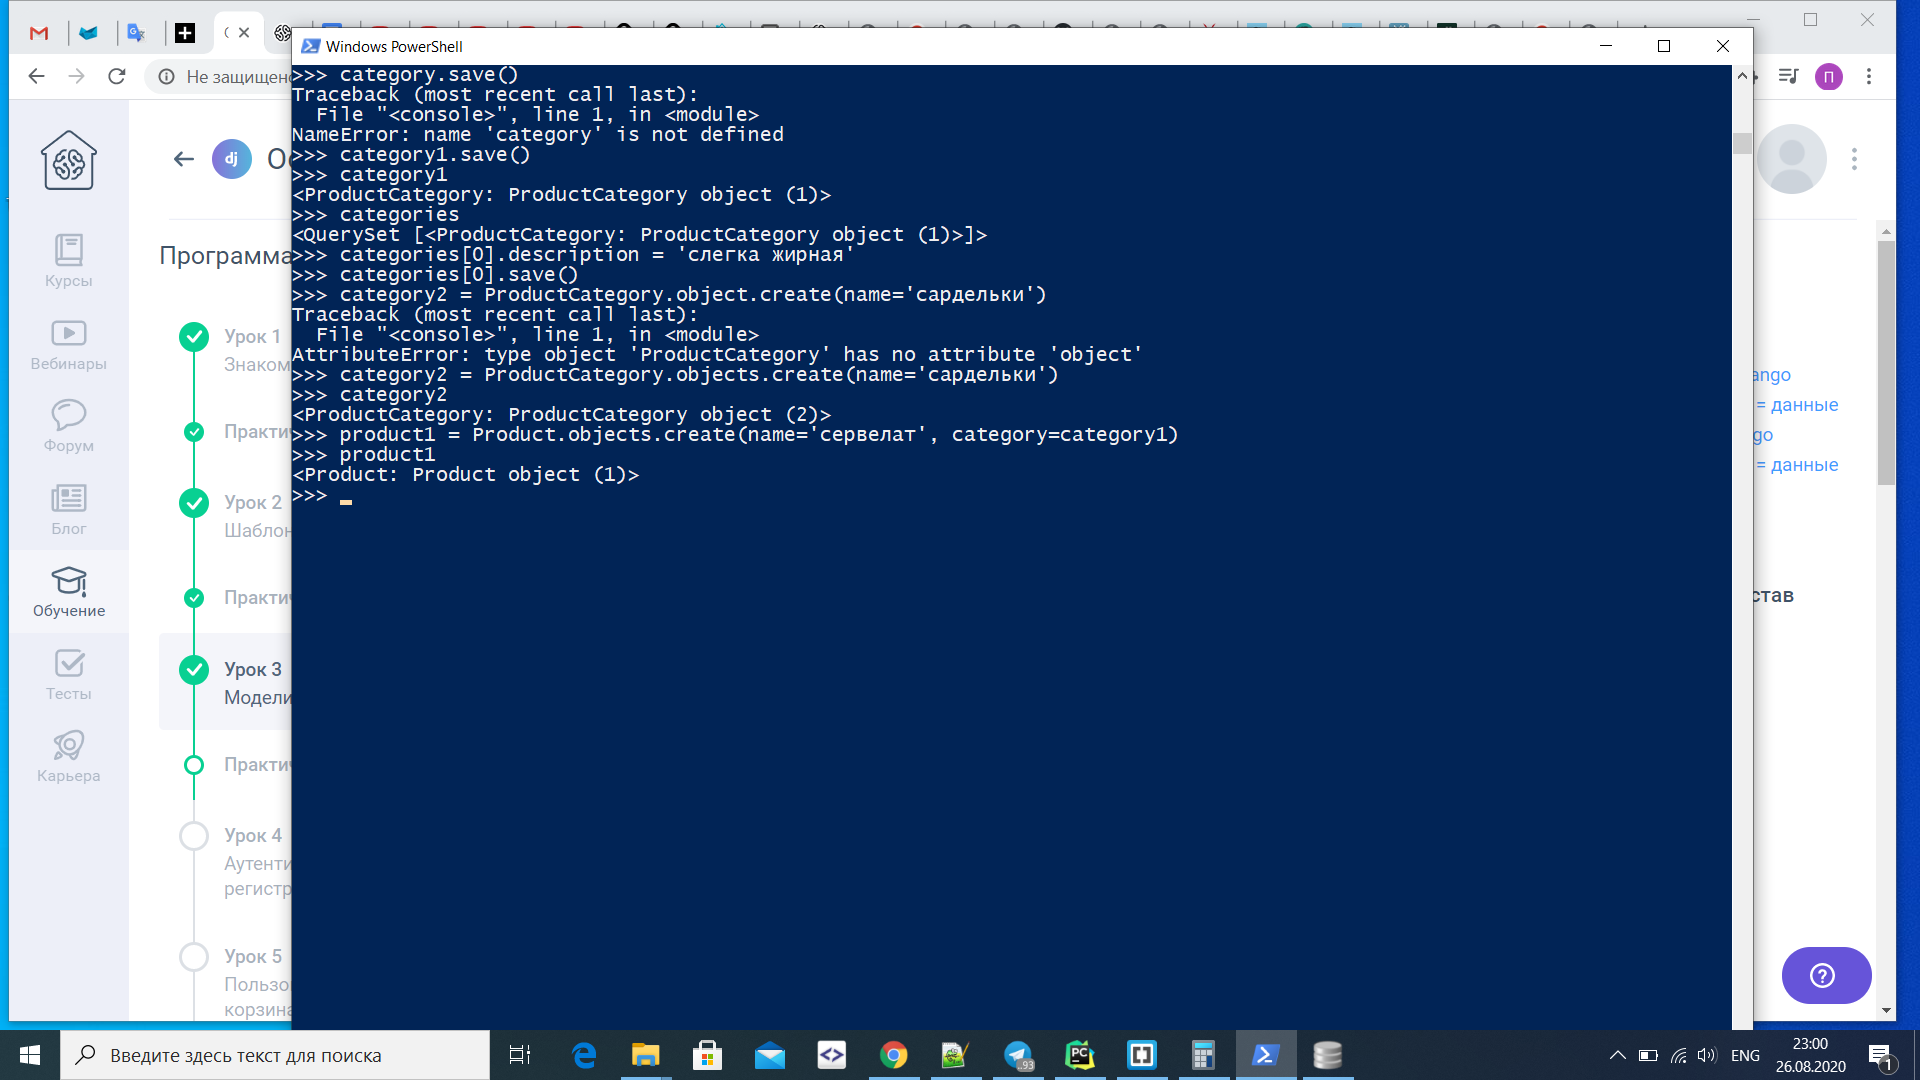 Windows PowerShell
Не защищено
>>> category.save()
Traceback (most recent call last):
  File "<console>", line 1, in <module>
NameError: name 'category' is not defined
>>> category1.save()
>>> category1
<ProductCategory: ProductCategory object (1)>
>>> categories
<QuerySet [<ProductCategory: ProductCategory object (1)>]>
>>> categories[0].description = 'слегка жирная'
>>> categories[0].save()
>>> category2 = ProductCategory.object.create(name='сардельки')
Traceback (most recent call last):
  File "<console>", line 1, in <module>
AttributeError: type object 'ProductCategory' has no attribute 'object'
>>> category2 = ProductCategory.objects.create(name='сардельки')
>>> category2
<ProductCategory: ProductCategory object (2)>
>>> product1 = Product.objects.create(name='сервелат', category=category1)
>>> product1
<Product: Product object (1)>
>>>
П
dj
Курсы
Вебинары
Форум
Блог
Обучение
Тесты
Карьера
Программа
Урок 1
Знаком
Практи
Урок 2
Шаблон
Практи
Урок 3
Модели
Практи
Урок 4
Аутенти
регистр
Урок 5
Пользо
корзина
ango
= данные
go
= данные
став
Введите здесь текст для поиска
93
PC
ENG
23:00
26.08.2020
1